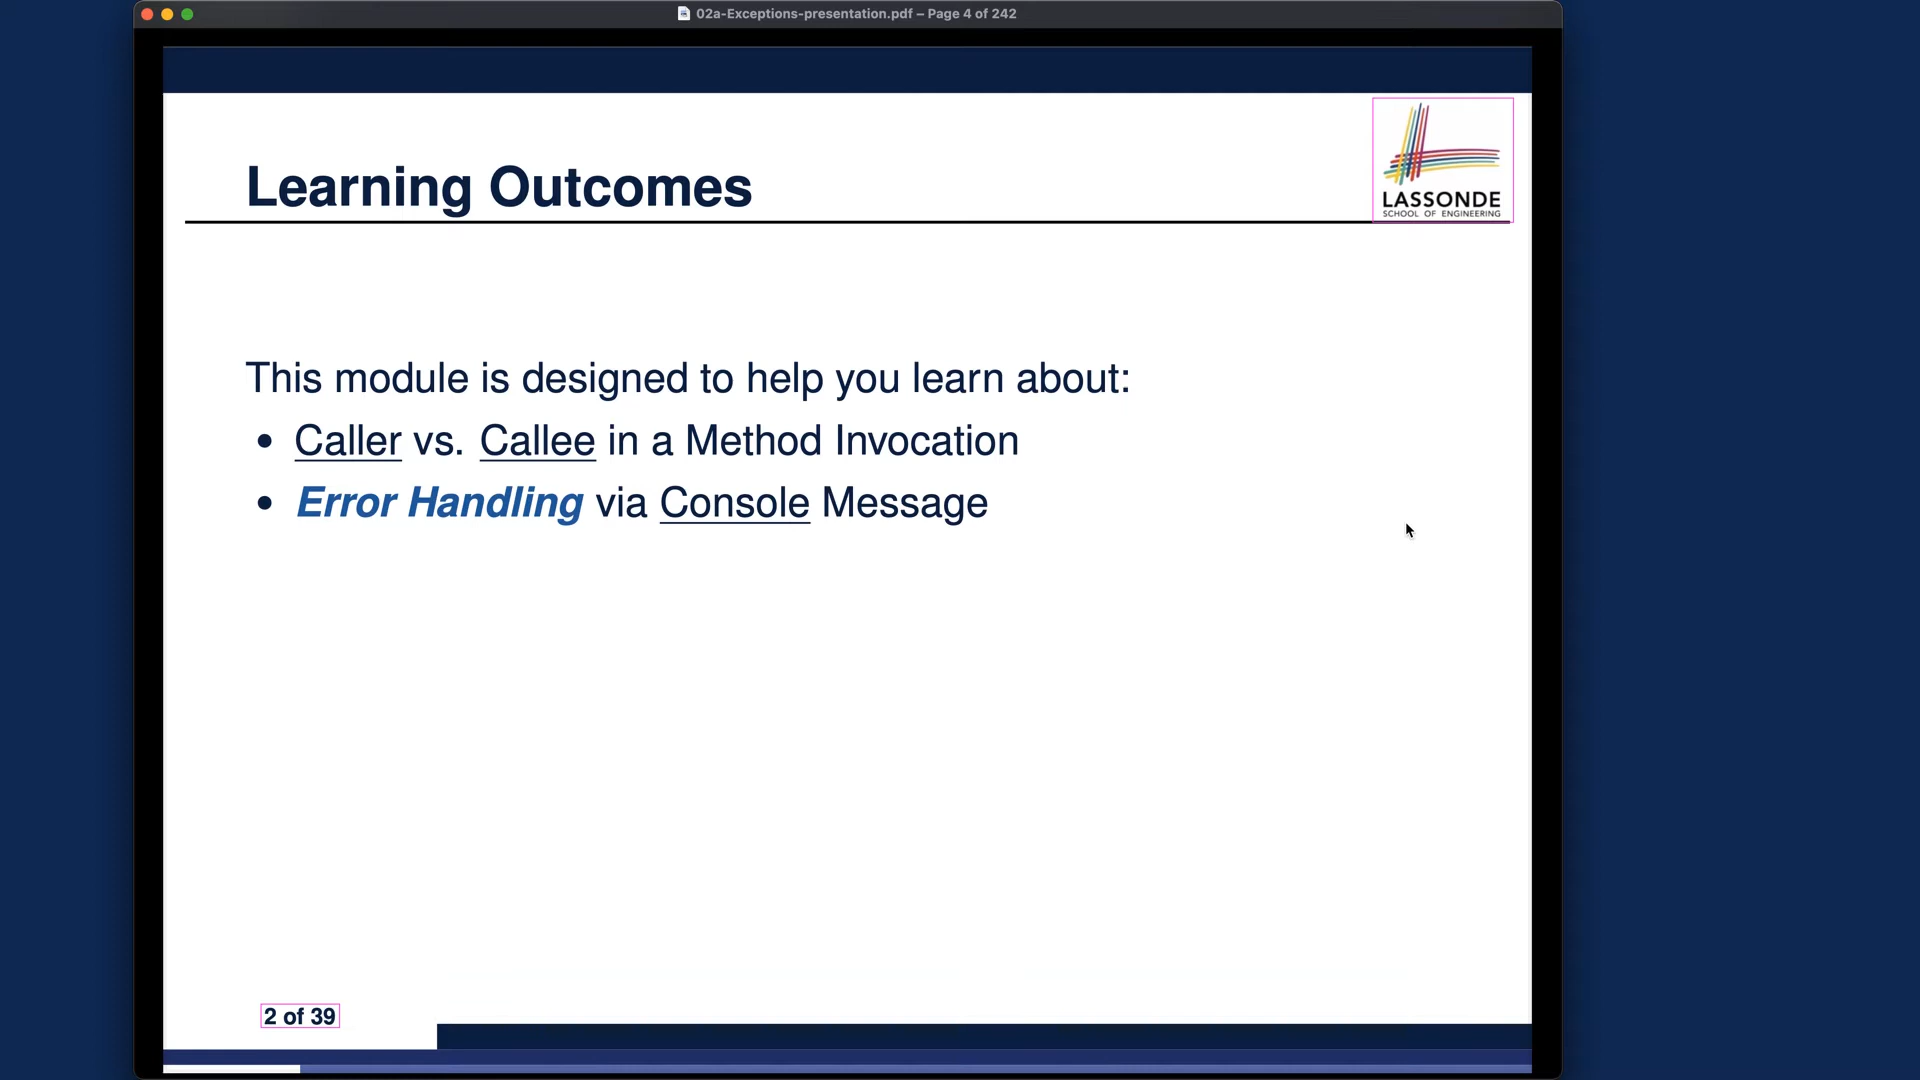 02a-Exceptions-presentation.pdf – Page 4 of 242
Learning Outcomes
LASSONDE
SCHOOL OF ENGINEERING
This module is designed to help you learn about:
• Caller vs. Callee in a Method Invocation
• Error Handling via Console Message
2 of 39